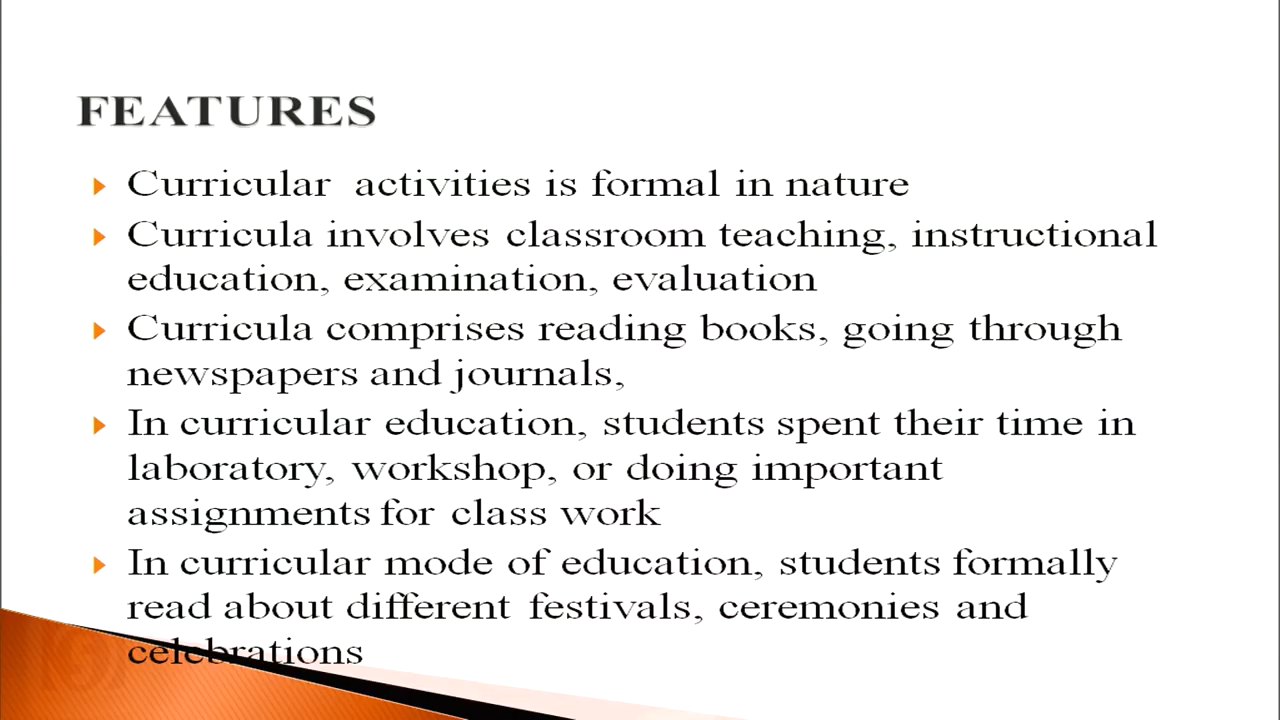 FEATURES
Curricular activities is formal in nature
Curricula involves classroom teaching, instructional
education, examination, evaluation
Curricula comprises reading books, going through
newspapers and journals,
In curricular education, students spent their time in
laboratory, workshop, or doing important
assignments for class work
In curricular mode of education, students formally
read about different festivals, ceremonies and
celebrations